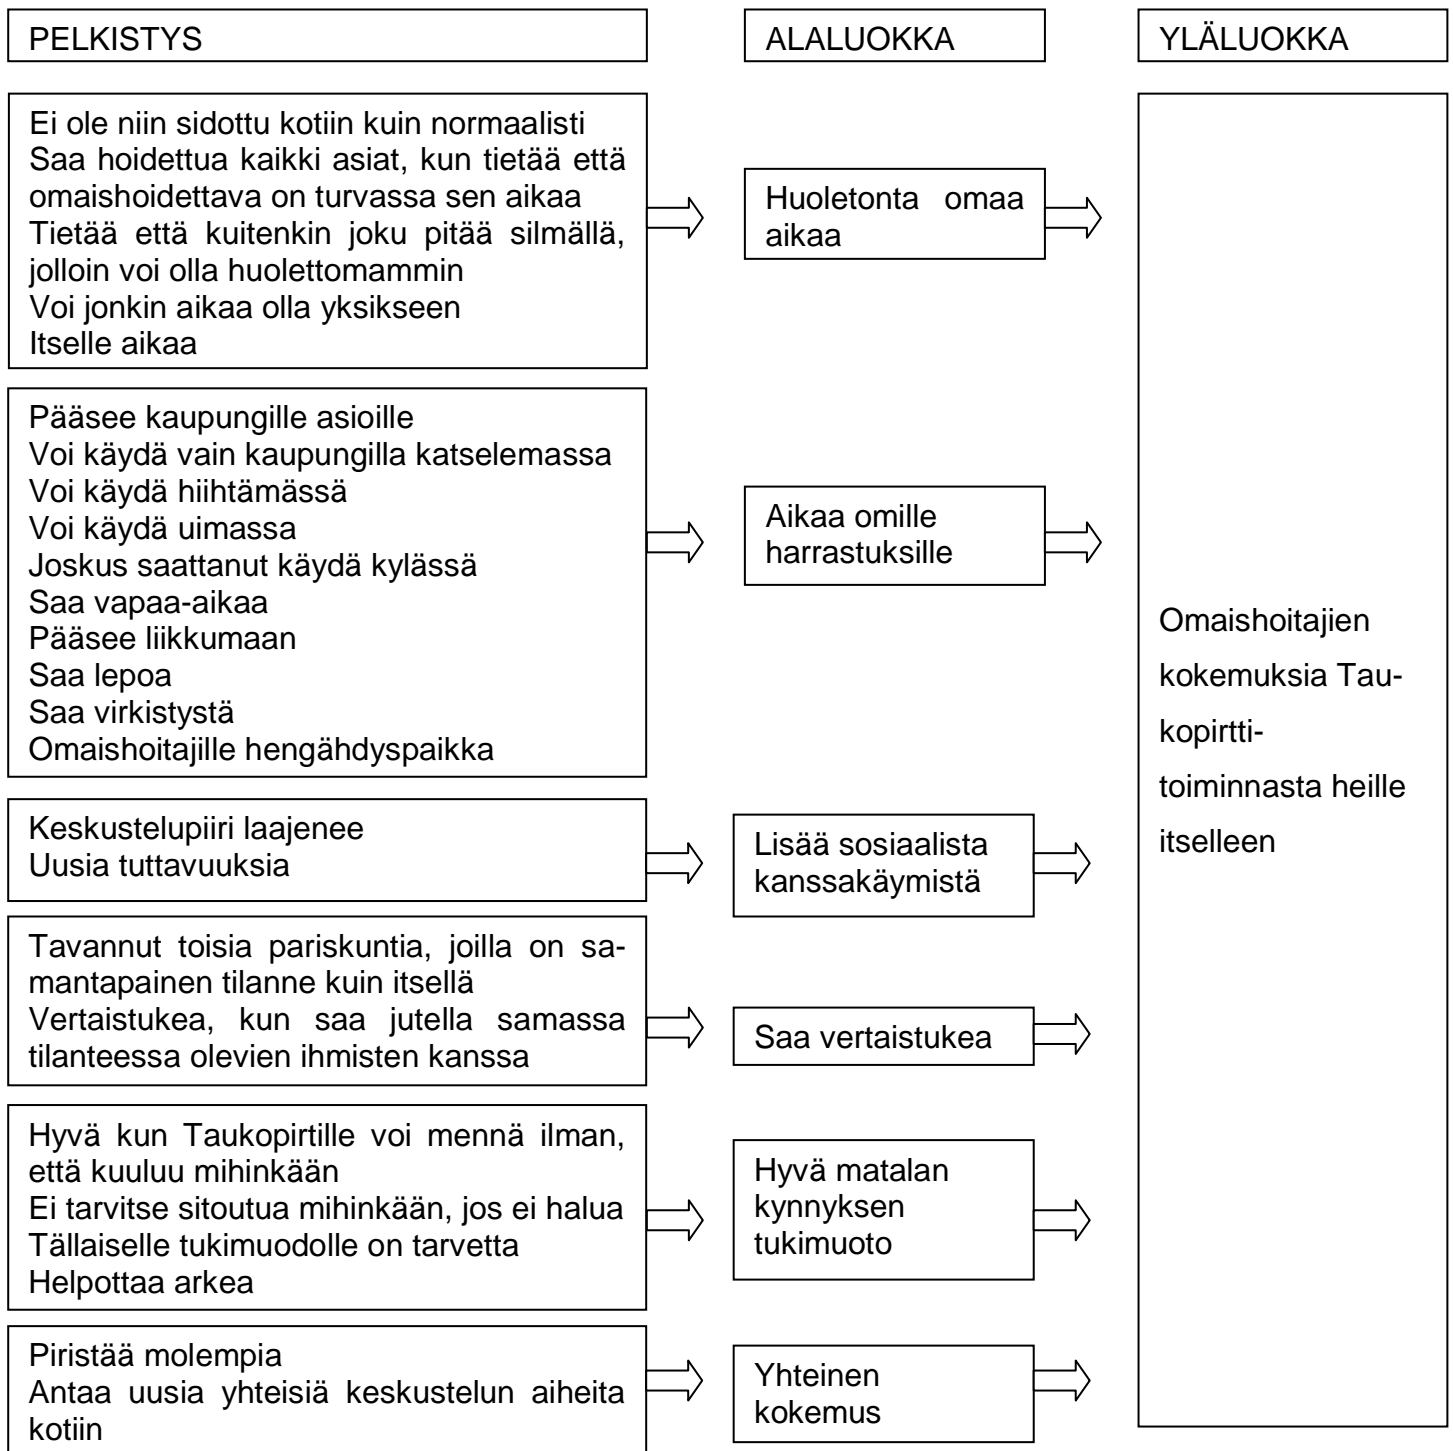 PELKISTYS
ALALUOKKA
YLÄLUOKKA
Ei ole niin sidottu kotiin kuin normaalisti
Saa hoidettua kaikki asiat, kun tietää että
omaishoidettava on turvassa sen aikaa
Tietää että kuitenkin joku pitää silmällä,
jolloin voi olla huolettomammin
Voi jonkin aikaa olla yksikseen
Itselle aikaa
Huoletonta omaa
aikaa
Pääsee kaupungille asioille
Voi käydä vain kaupungilla katselemassa
Voi käydä hiihtämässä
Voi käydä uimassa
Joskus saattanut käydä kylässä
Saa vapaa-aikaa
Pääsee liikkumaan
Saa lepoa
Saa virkistystä
Omaishoitajille hengähdyspaikka
Aikaa omille
harrastuksille
Keskustelupiiri laajenee
Uusia tuttavuuksia
Lisää sosiaalista
kanssakäymistä
Tavannut toisia pariskuntia, joilla on sa-
mantapainen tilanne kuin itsellä
Vertaistukea, kun saa jutella samassa
tilanteessa olevien ihmisten kanssa
Saa vertaistukea
Hyvä kun Taukopirtille voi mennä ilman,
että kuuluu mihinkään
Ei tarvitse sitoutua mihinkään, jos ei halua
Tällaiselle tukimuodolle on tarvetta
Helpottaa arkea
Hyvä matalan
kynnyksen
tukimuoto
Piristää molempia
Antaa uusia yhteisiä keskustelun aiheita
kotiin
Yhteinen
kokemus
Omaishoitajien
kokemuksia Tau-
kopirtti-
toiminnasta heille
itselleen